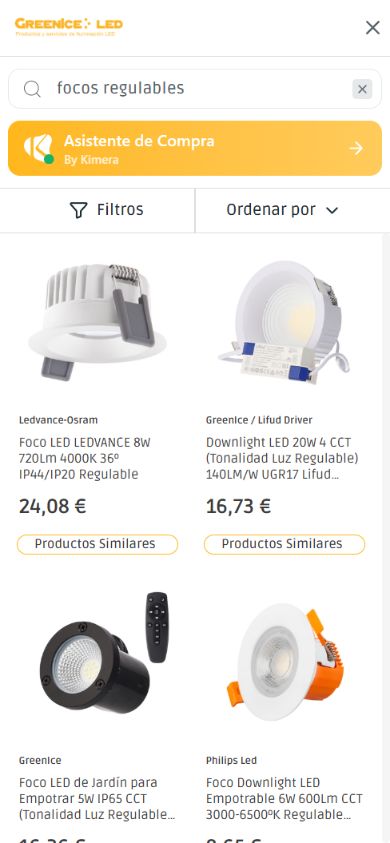 GREENICE LED
Productos y servicios de iluminación LED
focos regulables
Asistente de Compra
By Kimera
Filtros
Ordenar por
Ledvance-Osram
Foco LED LEDVANCE 8W
720Lm 4000K 36º
IP44/IP20 Regulable
24,08 €
Productos Similares
GreenIce / Lifud Driver
Downlight LED 20W 4 CCT
(Tonalidad Luz Regulable)
140LM/W UGR17 Lifud...
16,73 €
Productos Similares
GreenIce
Foco LED de Jardín para
Empotrar 5W IP65 CCT
(Tonalidad Luz Regulable...
Philips Led
Foco Downlight LED
Empotrable 6W 600Lm CCT
3000-6500ºK Regulable